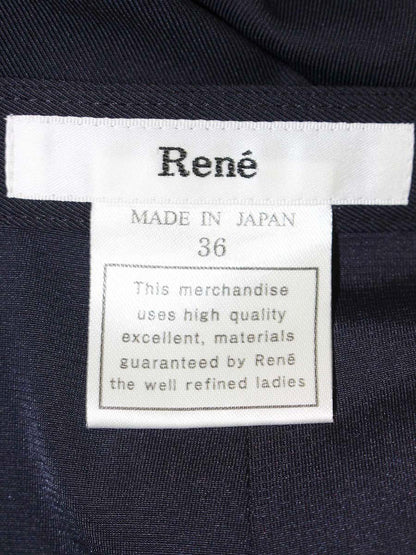 René
MADE IN JAPAN
36
This merchandise
uses high quality
excellent, materials
guaranteed by René
the well refined ladies